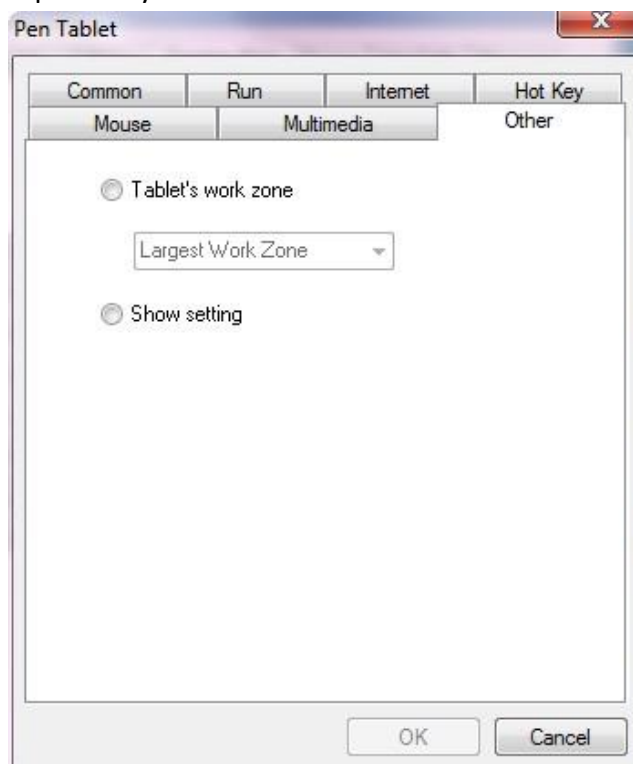 Pen Tablet
X
Common Run Internet Hot Key
Mouse Multimedia Other
Tablet's work zone
Largest Work Zone
Show setting
OK Cancel